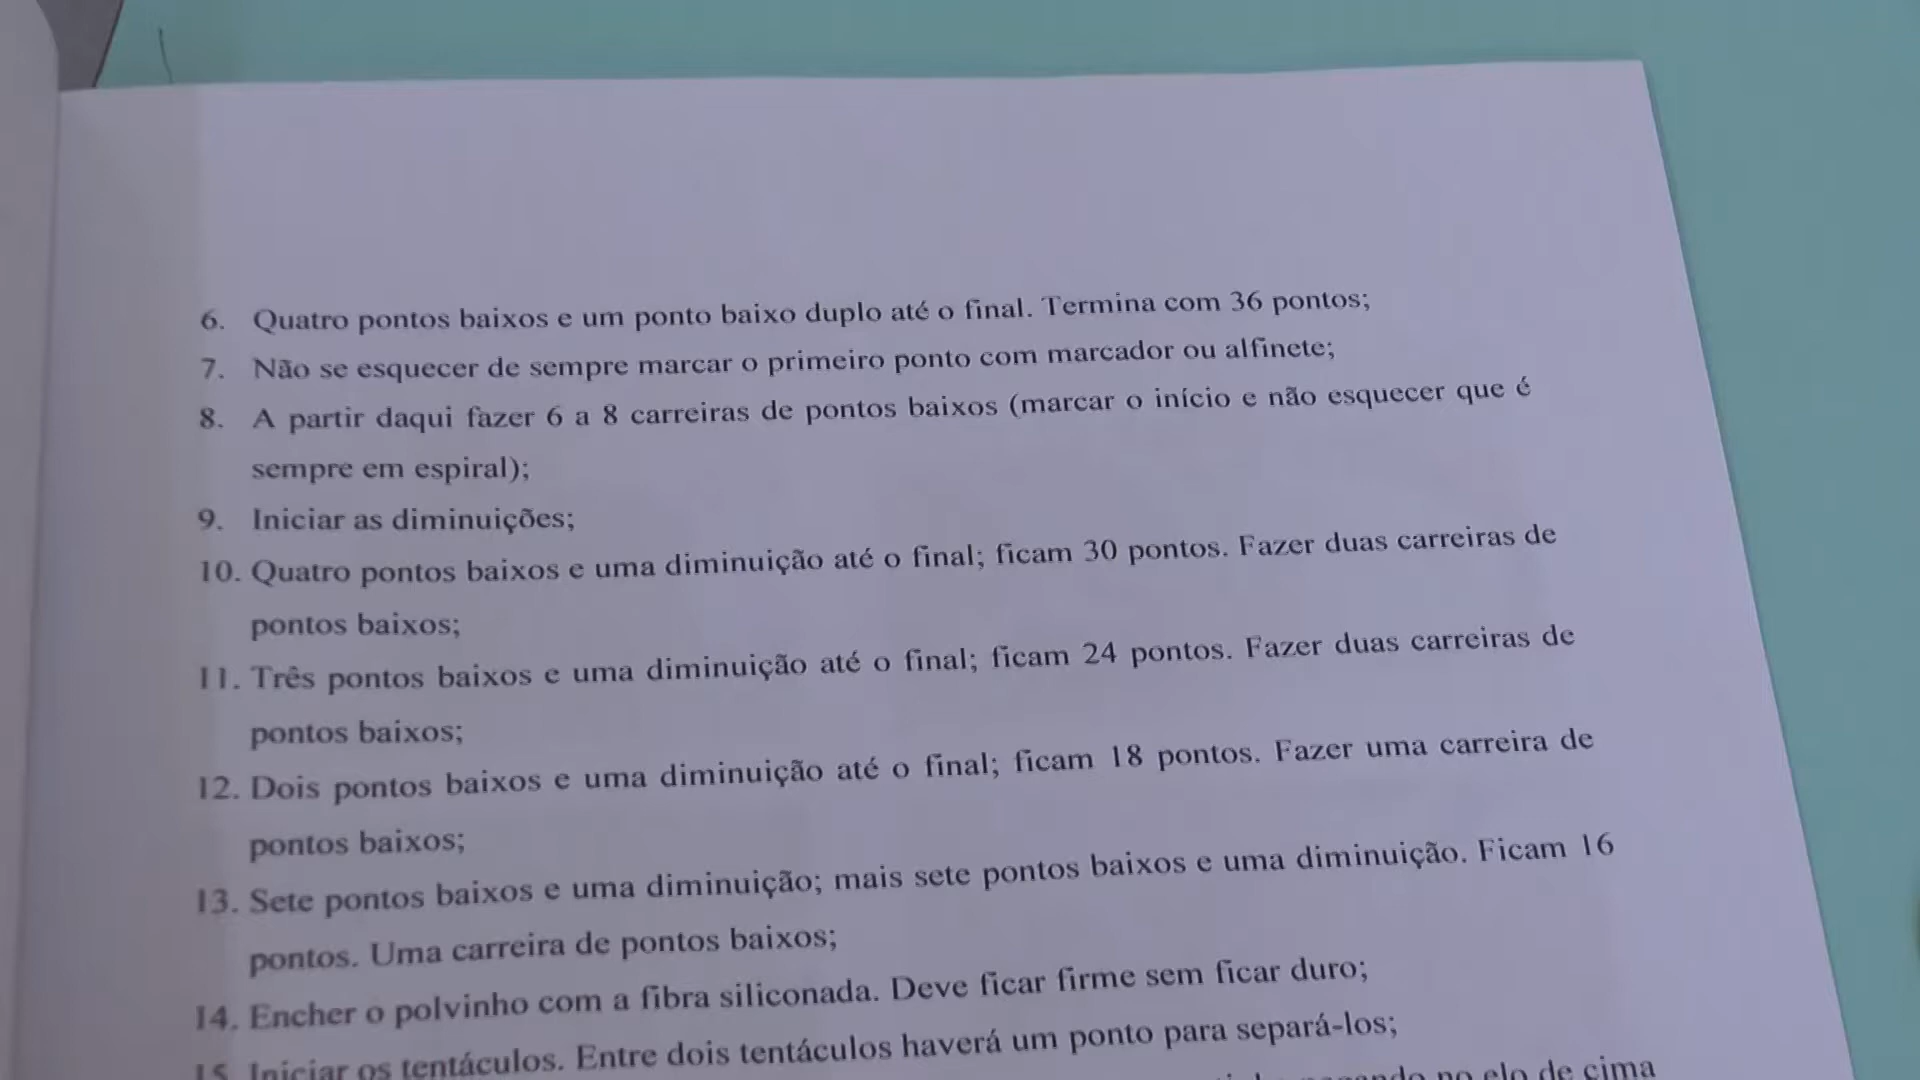 6. Quatro pontos baixos e um ponto baixo duplo até o final. Termina com 36 pontos;
7. Não se esquecer de sempre marcar o primeiro ponto com marcador ou alfinete;
8. A partir daqui fazer 6 a 8 carreiras de pontos baixos (marcar o início e não esquecer que é
sempre em espiral);
9. Iniciar as diminuições;
10. Quatro pontos baixos e uma diminuição até o final; ficam 30 pontos. Fazer duas carreiras de
pontos baixos;
11. Três pontos baixos e uma diminuição até o final; ficam 24 pontos. Fazer duas carreiras de
pontos baixos;
12. Dois pontos baixos e uma diminuição até o final; ficam 18 pontos. Fazer uma carreira de
pontos baixos;
13. Sete pontos baixos e uma diminuição; mais sete pontos baixos e uma diminuição. Ficam 16
pontos. Uma carreira de pontos baixos;
14. Encher o polvinho com a fibra siliconada. Deve ficar firme sem ficar duro;
15. Iniciar os tentáculos. Entre dois tentáculos haverá um ponto para separá-los;
no elo de cima